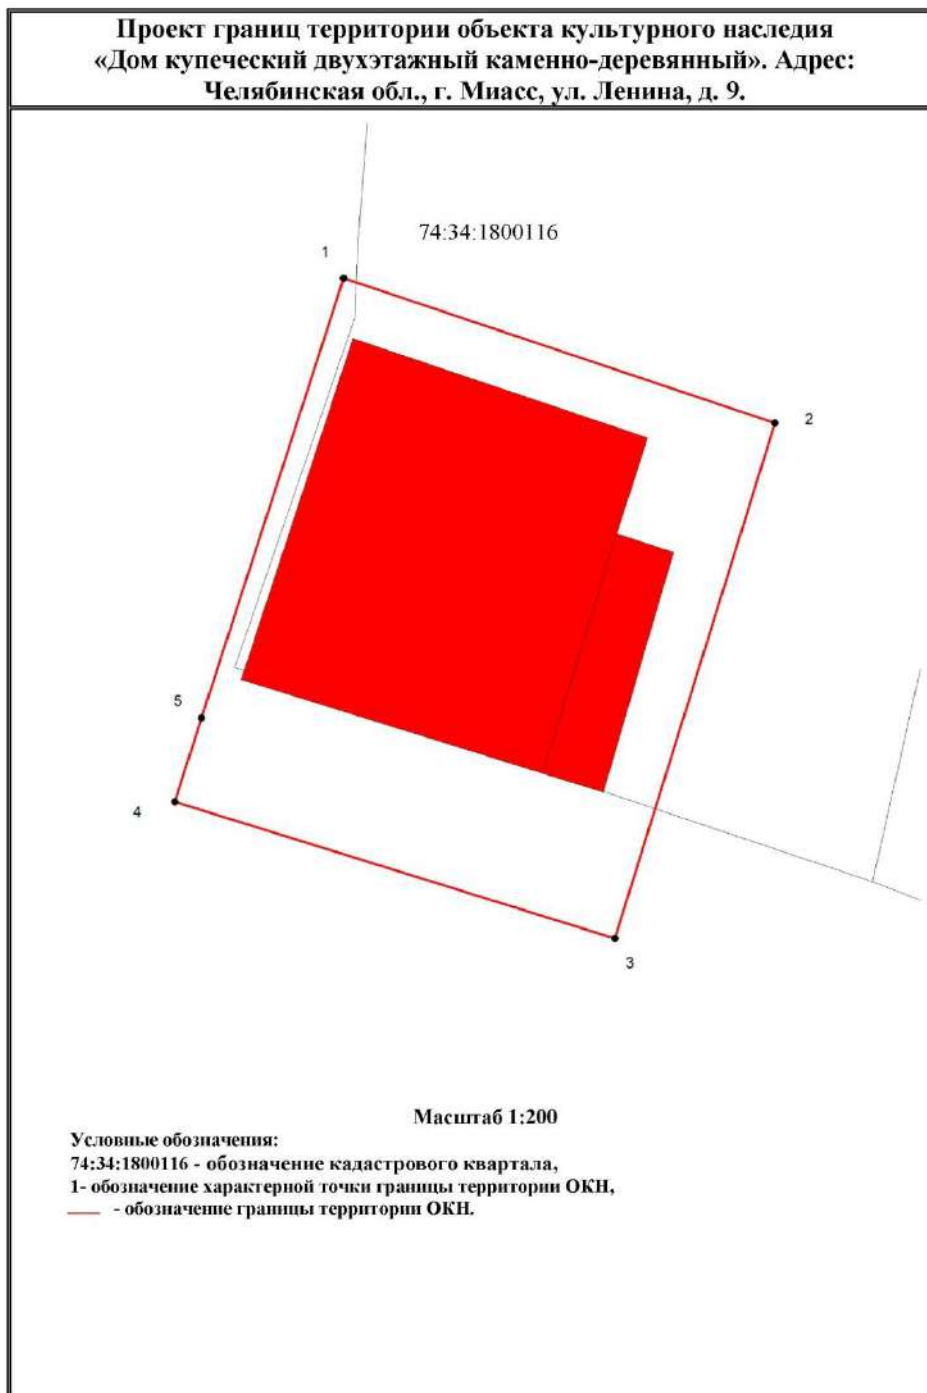 Проект границ территории объекта культурного наследия
«Дом купеческий двухэтажный каменно-деревянный». Адрес:
Челябинская обл., г. Миасс, ул. Ленина, д. 9.
74:34:1800116
1
2
5
4
3
Масштаб 1:200
Условные обозначения:
74:34:1800116 - обозначение кадастрового квартала,
1- обозначение характерной точки границы территории ОКН,
- обозначение границы территории ОКН.